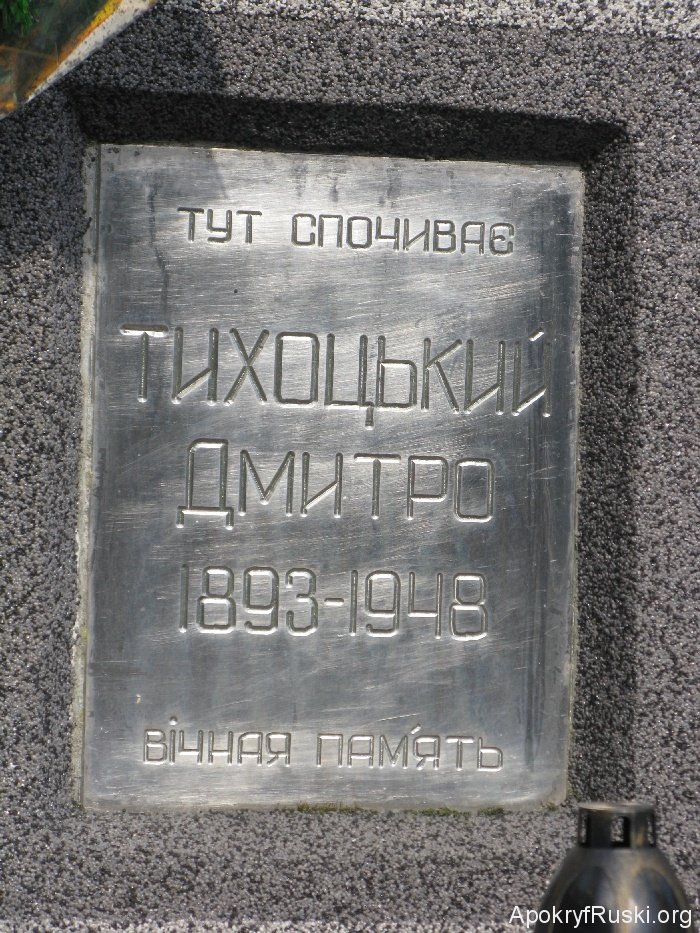 ТУТ СПОЧИВАЄ
ТИХОЦЬКИЙ
ДМИТРО
1893-1948
ВІЧНАЯ ПАМ'ЯТЬ
ApokryfRuski.org